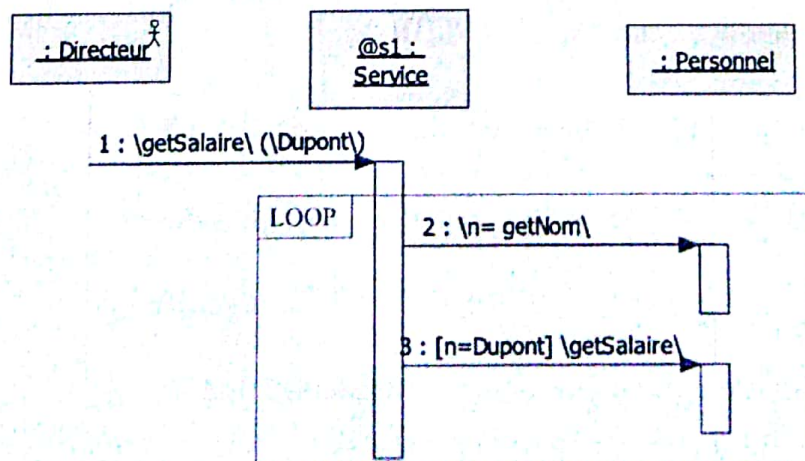 : Directeur
@s1 :
Service
: Personnel
1 : \getSalaire\ (\Dupont\)
LOOP
2 : \n= getNom\
3 : [n=Dupont] \getSalaire\